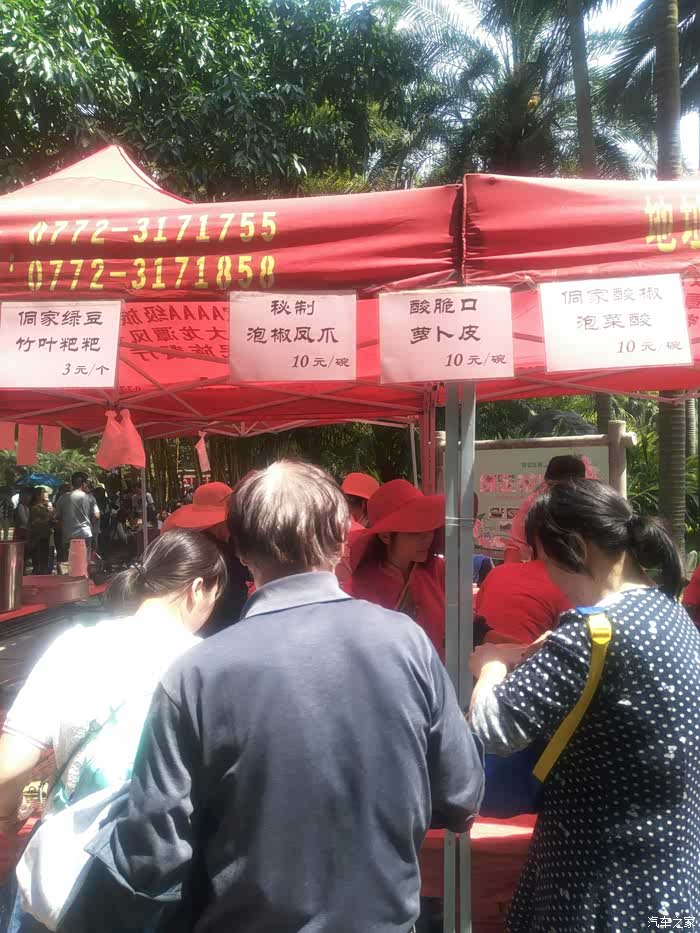 0772-3171755
0772-3171858
侗家绿豆
竹叶粑粑
3元/个
秘制
泡椒凤爪
10元/碗
酸脆口
萝卜皮
10元/碗
侗家酸椒
泡菜酸
10元/碗
汽车之家